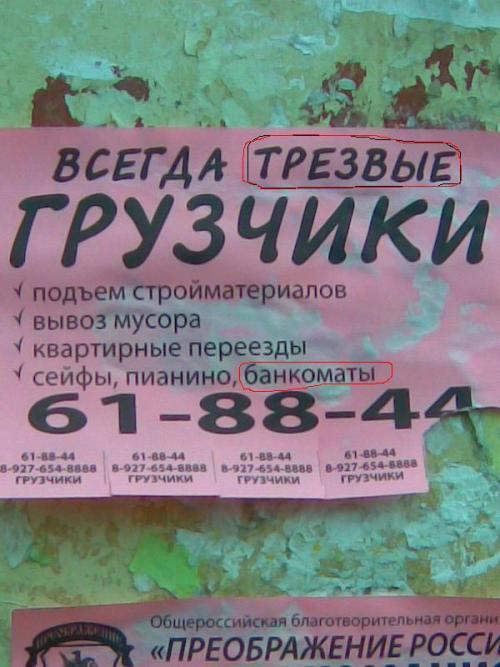 ВСЕГДА ТРЕЗВЫЕ
ГРУЗЧИКИ
подъем стройматериалов
вывоз мусора
квартирные переезды
сейфы, пианино, банкоматы
61-88-44
61-88-44 61-88-44 61-88-44 61-88-44
8-927-654-8888 8-927-654-8888 8-927-654-8888 8-927-654-8888
ГРУЗЧИКИ ГРУЗЧИКИ ГРУЗЧИКИ ГРУЗЧИКИ
Общероссийская благотворительная органи
ПРЕОБРАЖЕНИЕ
«ПРЕОБРАЖЕНИЕ РОССИ